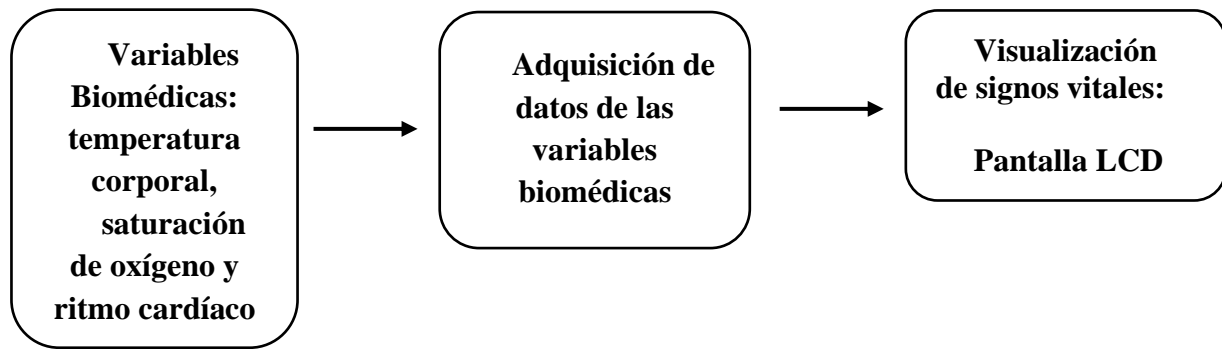 Variables
Biomédicas:
temperatura
corporal,
saturación
de oxígeno y
ritmo cardíaco
Adquisición de
datos de las
variables
biomédicas
Visualización
de signos vitales:
Pantalla LCD